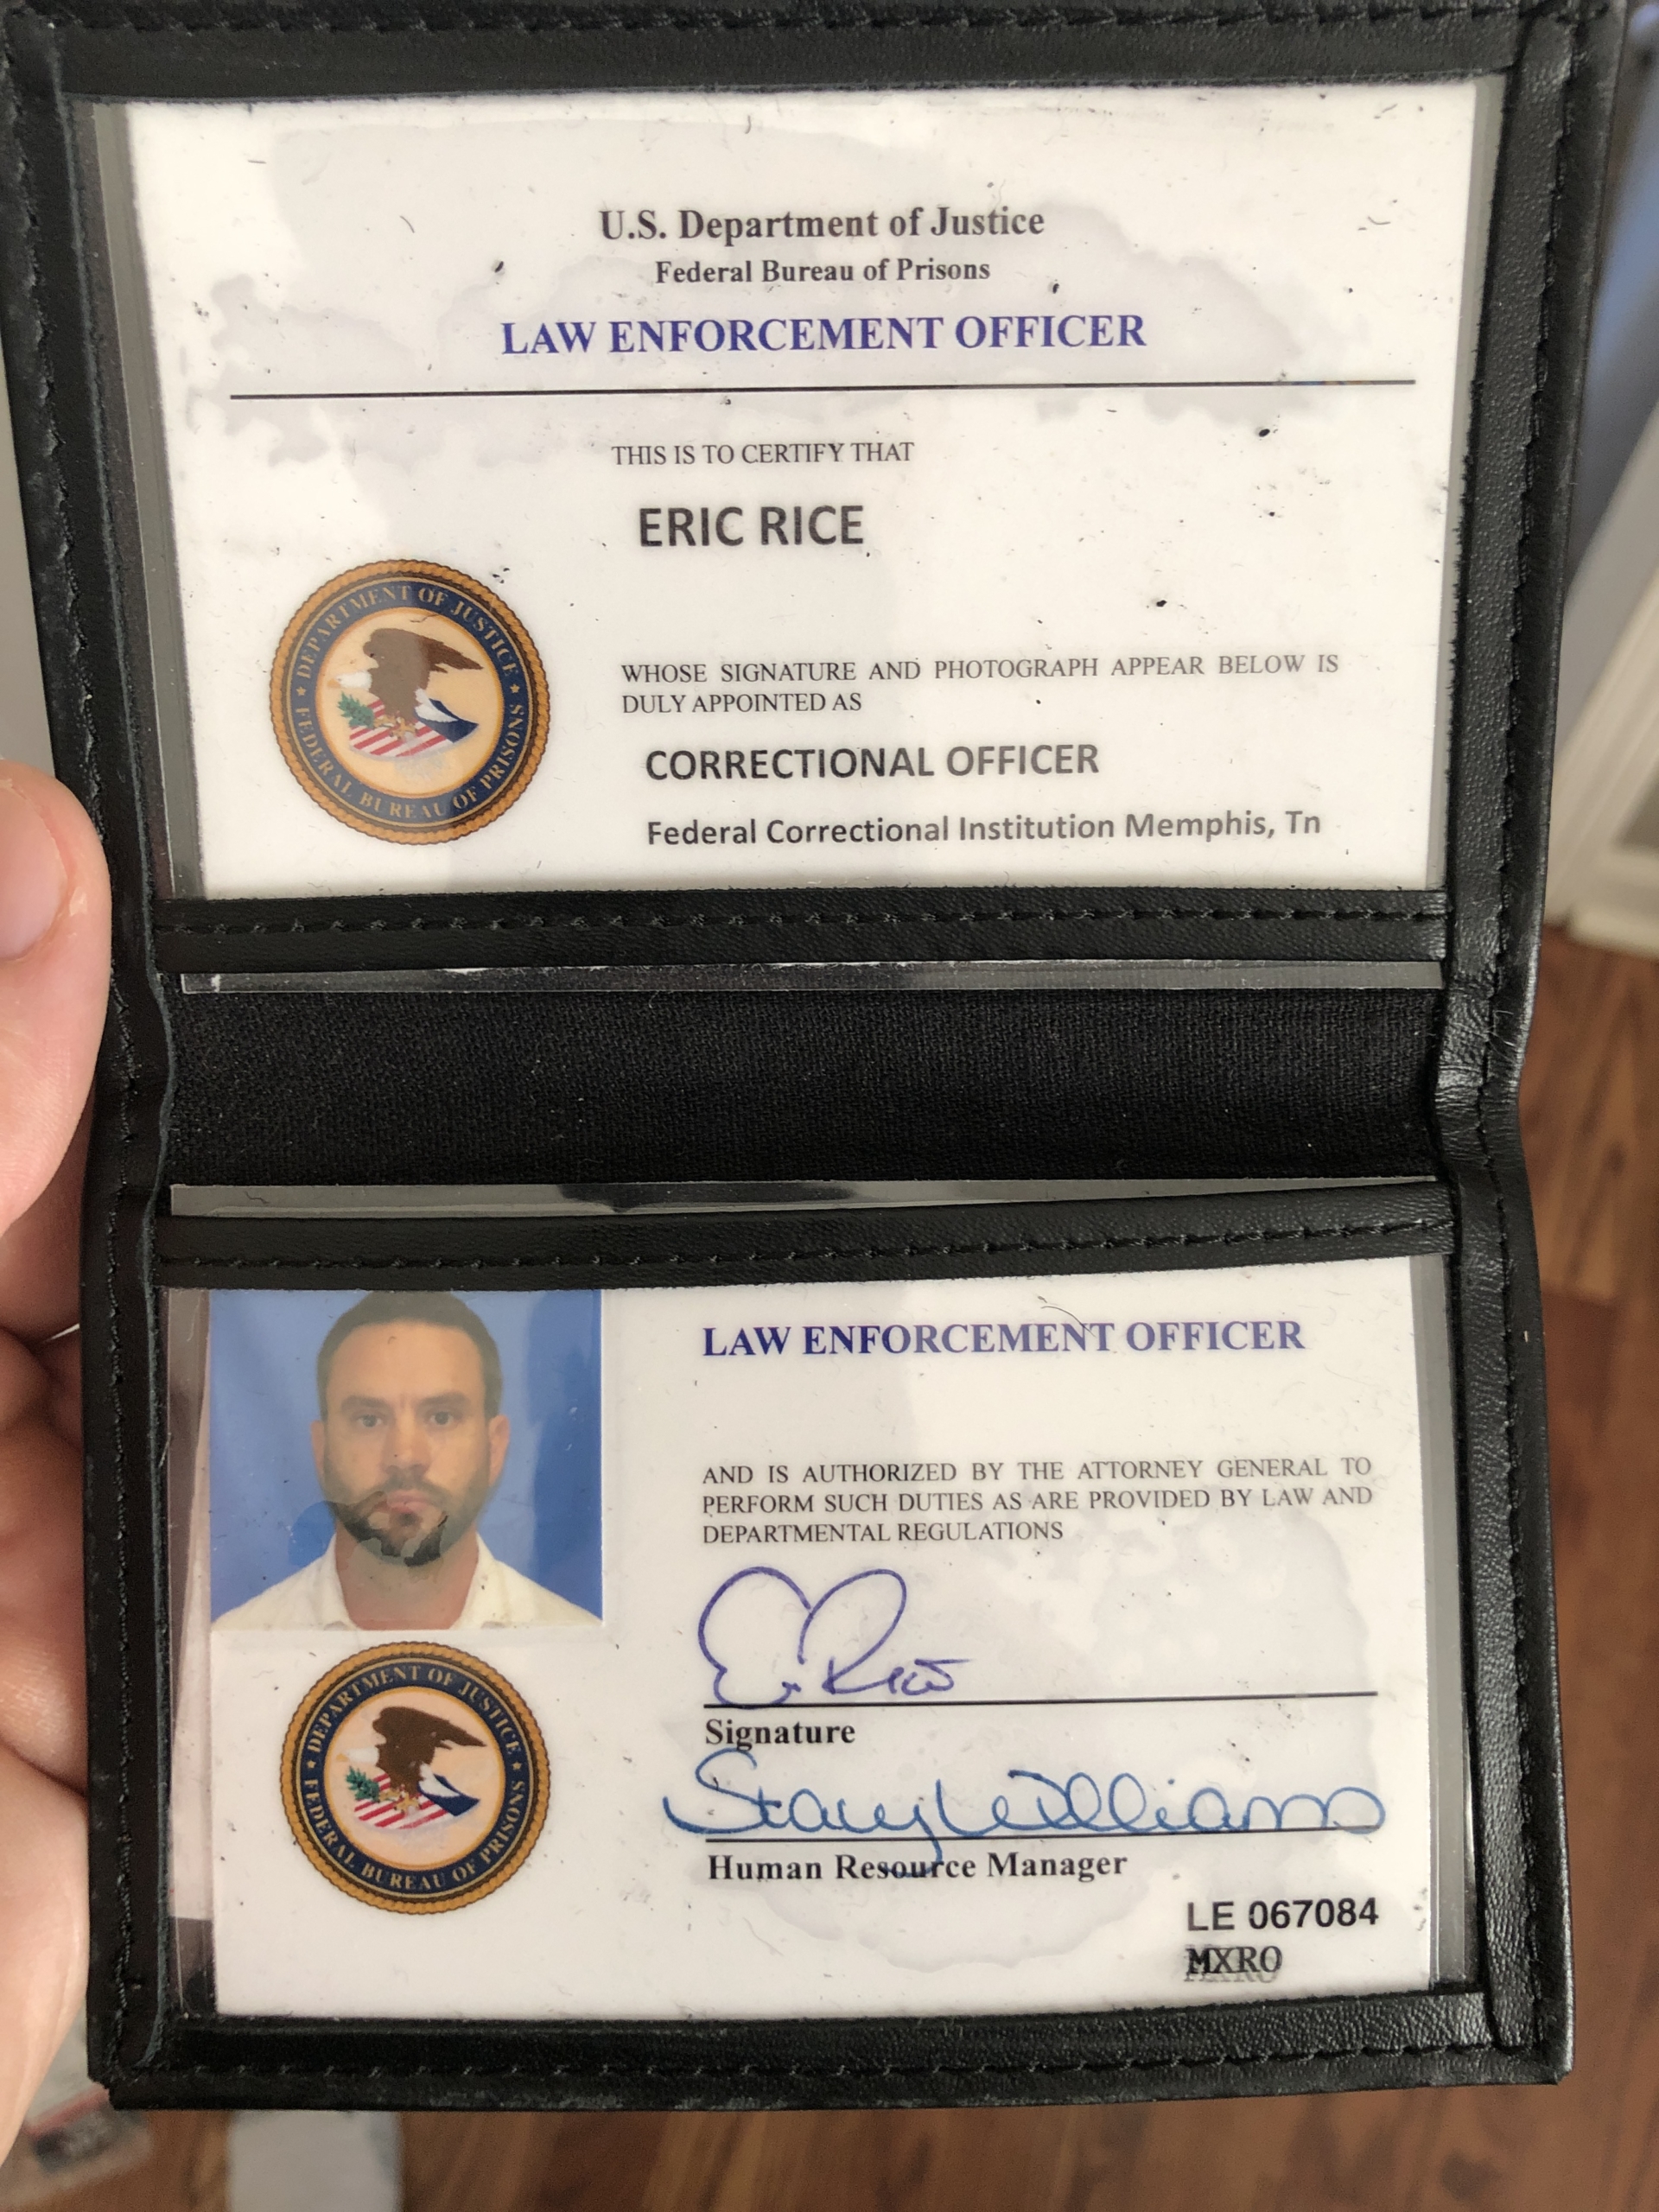 U.S. Department of Justice
Federal Bureau of Prisons
LAW ENFORCEMENT OFFICER
THIS IS TO CERTIFY THAT
ERIC RICE
DEPARTMENT OF JUSTICE
FEDERAL BUREAU OF PRISONS
WHOSE SIGNATURE AND PHOTOGRAPH APPEAR BELOW IS
DULY APPOINTED AS
CORRECTIONAL OFFICER
Federal Correctional Institution Memphis, Tn
LAW ENFORCEMENT OFFICER
AND IS AUTHORIZED BY THE ATTORNEY GENERAL TO
PERFORM SUCH DUTIES AS ARE PROVIDED BY LAW AND
DEPARTMENTAL REGULATIONS
E. Rice
Signature
Stacy Williams
Human Resource Manager
DEPARTMENT OF JUSTICE
FEDERAL BUREAU OF PRISONS
LE 067084
MXRO